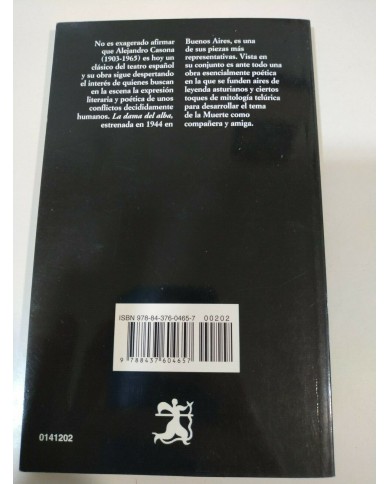 No es exagerado afirmar
que Alejandro Casona
(1903-1965) es hoy un
clásico del teatro español
y su obra sigue despertando
el interés de quienes buscan
en la escena la expresión
literaria y poética de unos
conflictos decididamente
humanos. La dama del alba,
estrenada en 1944 en
Buenos Aires, es una
de sus piezas más
representativas. Vista en
su conjunto es ante todo una
obra esencialmente poética
en la que se funden aires de
leyenda asturianos y ciertos
toques de mitología telúrica
para desarrollar el tema
de la Muerte como
compañera y amiga.
ISBN 978-84-376-0465-7
00202
9 788437 604657
0141202